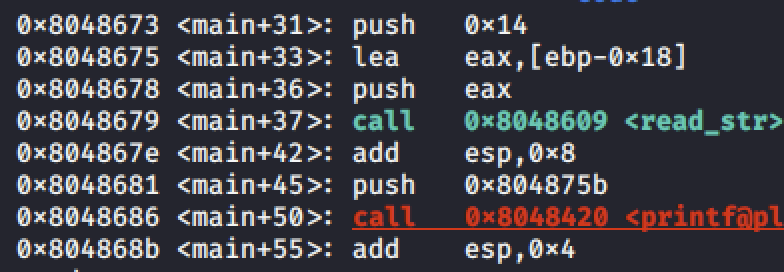 0x8048673 <main+31>: push 0x14
0x8048675 <main+33>: lea eax,[ebp-0x18]
0x8048678 <main+36>: push eax
0x8048679 <main+37>: call 0x8048609 <read_str>
0x804867e <main+42>: add esp,0x8
0x8048681 <main+45>: push 0x804875b
0x8048686 <main+50>: call 0x8048420 <printf@pl
0x804868b <main+55>: add esp,0x4